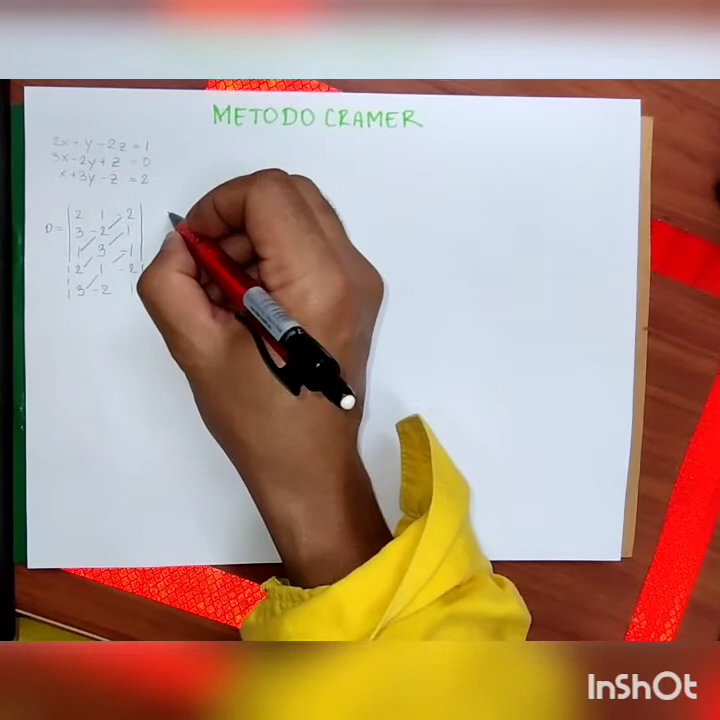 METODO CRAMER
2x+y-2z=1
3x-2y+z=0
x+3y-z=2
2 1 -2
D= 3 -2 1
1 3 -1
2 1 -2
3 -2 1
InShOt